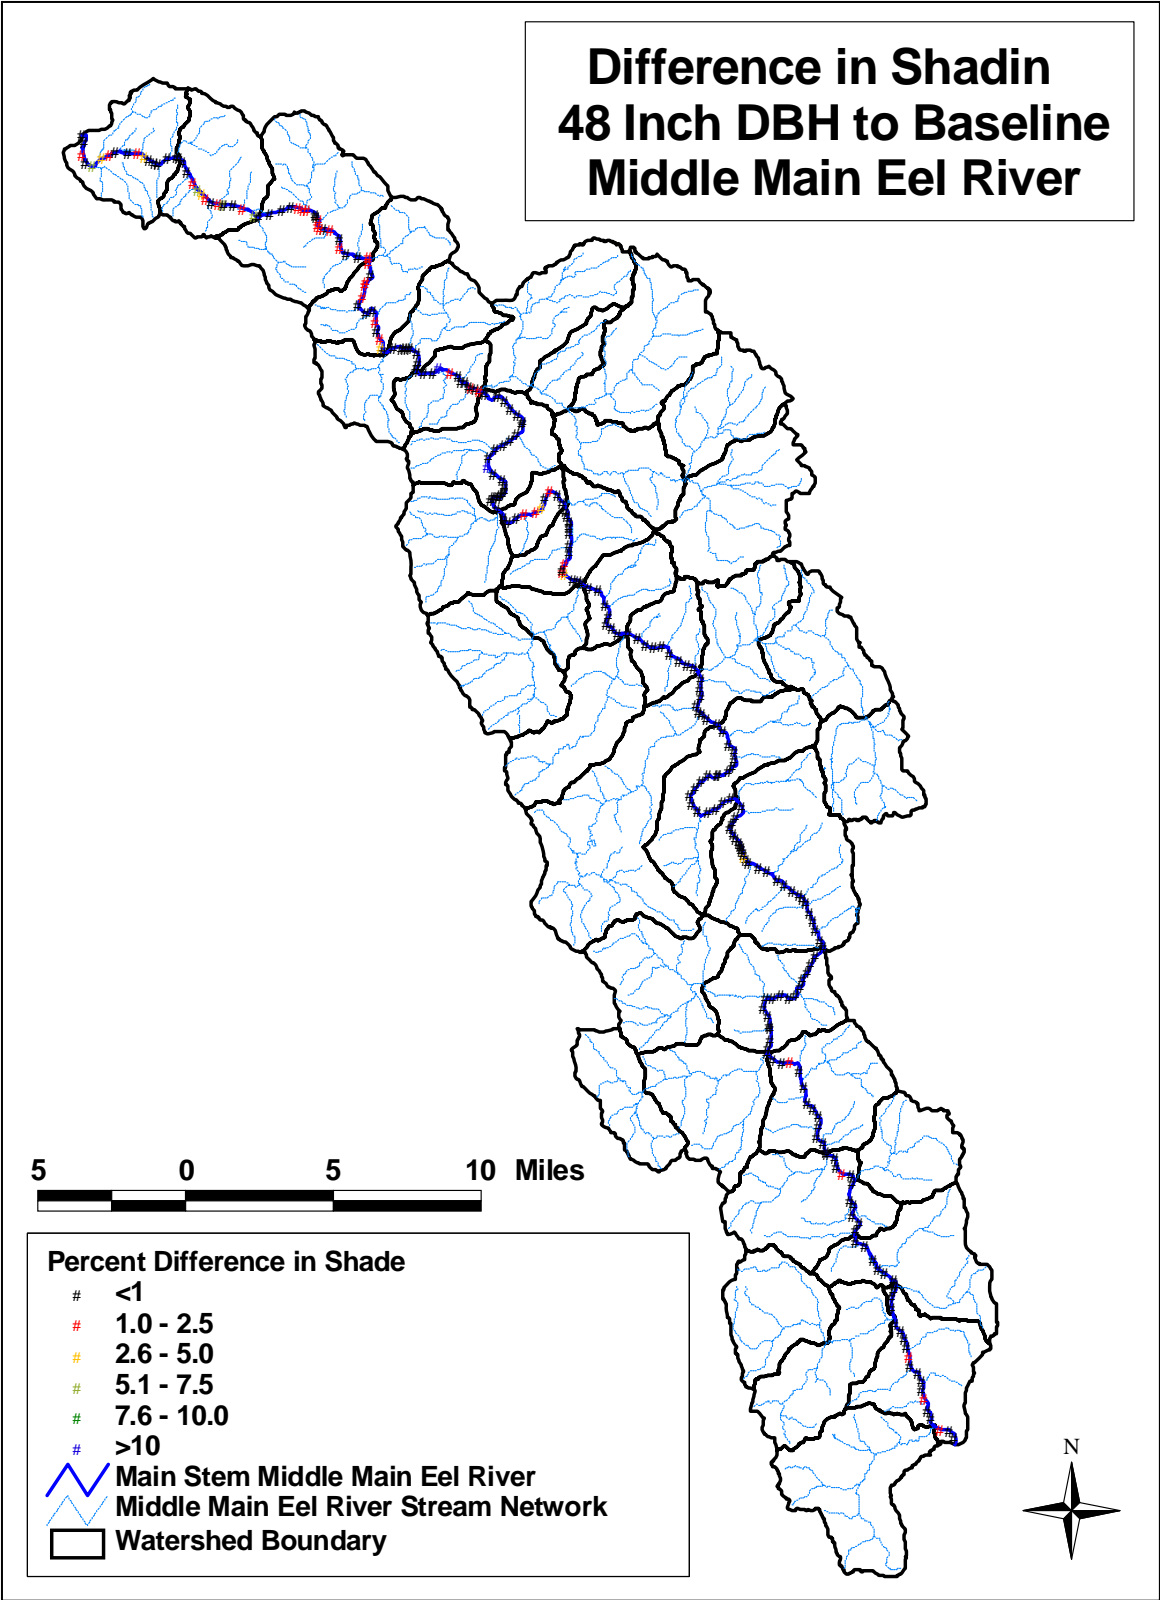 Difference in Shadin
48 Inch DBH to Baseline
Middle Main Eel River
5 0 5 10 Miles
Percent Difference in Shade
# <1
# 1.0 - 2.5
# 2.6 - 5.0
# 5.1 - 7.5
# 7.6 - 10.0
# >10
Main Stem Middle Main Eel River
Middle Main Eel River Stream Network
Watershed Boundary
N